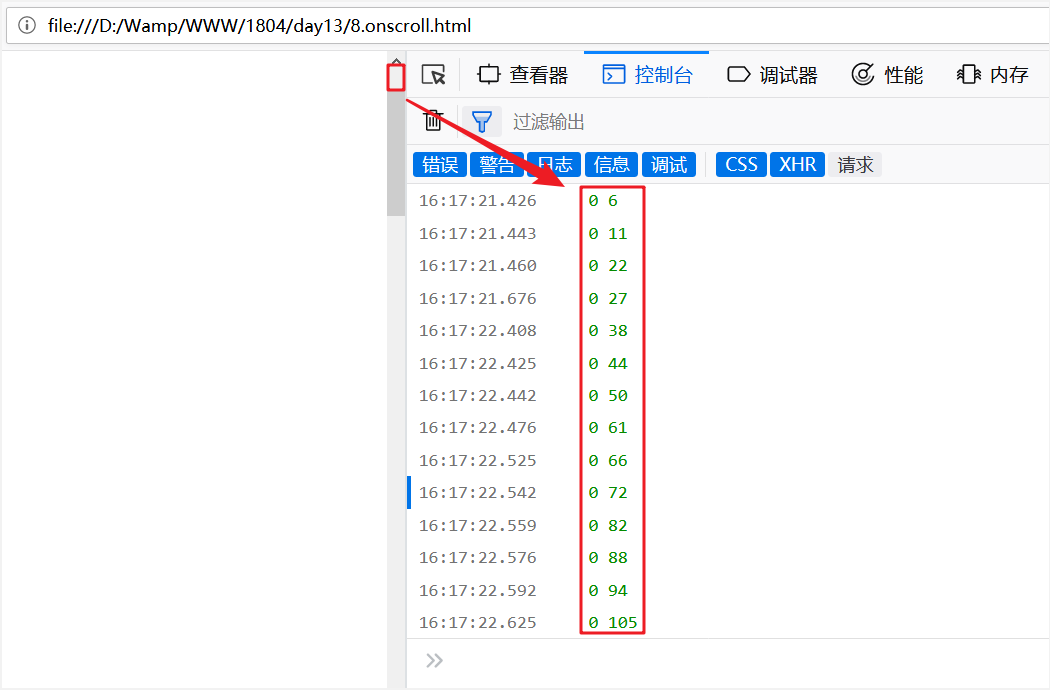 file:///D:/Wamp/WWW/1804/day13/8.onscroll.html
查看器 控制台 调试器 性能 内存
过滤输出
错误 警告 日志 信息 调试 CSS XHR 请求
16:17:21.426 0 6
16:17:21.443 0 11
16:17:21.460 0 22
16:17:21.676 0 27
16:17:22.408 0 38
16:17:22.425 0 44
16:17:22.442 0 50
16:17:22.476 0 61
16:17:22.525 0 66
16:17:22.542 0 72
16:17:22.559 0 82
16:17:22.576 0 88
16:17:22.592 0 94
16:17:22.625 0 105